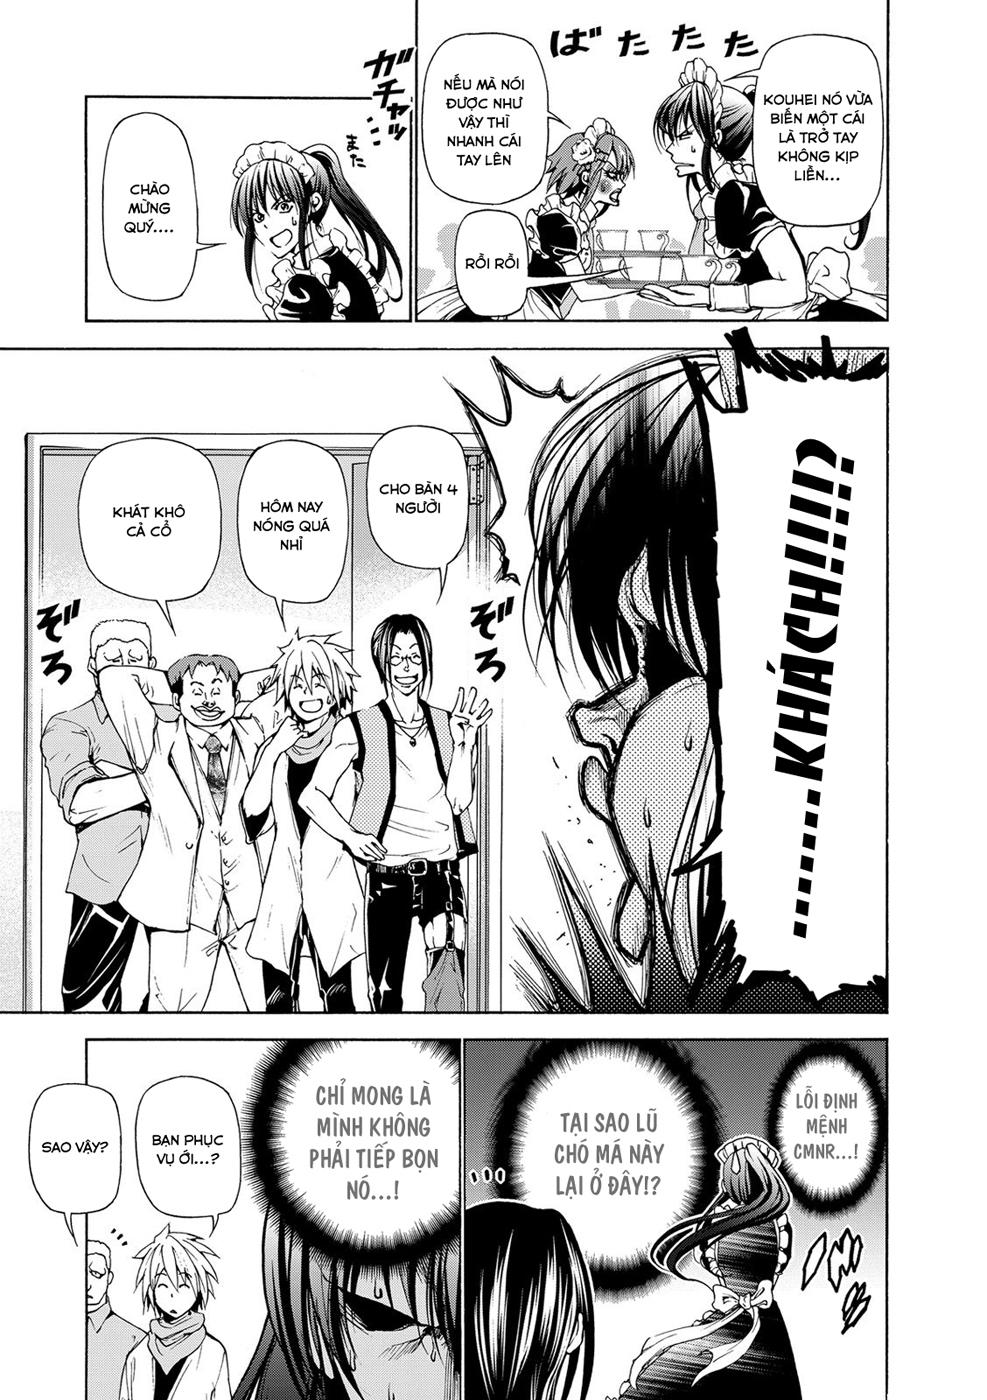 ばたたた
KOUHEI NÓ VỪA
BIẾN MỘT CÁI
LÀ TRỞ TAY
KHÔNG KỊP
LIỀN...
NẾU MÀ NÓI
ĐƯỢC NHƯ
VẬY THÌ
NHANH CÁI
TAY LÊN
RỒI RỒI
ガチャッ
また
CHÀO
MỪNG
QUÝ....
......KHÁCH!!!!?
CHO BÀN 4
NGƯỜI
HÔM NAY
NÓNG QUÁ
NHỈ
KHÁT KHÔ
CẢ CỔ
ぞろ
ぞろ
LỖI ĐỊNH
MỆNH
CMNR...!
TẠI SAO LŨ
CHÓ MÁ NÀY
LẠI Ở ĐÂY!?
CHỈ MONG LÀ
MÌNH KHÔNG
PHẢI TIẾP BỌN
NÓ...!
BẠN PHỤC
VỤ ƠI...?
SAO VẬY?